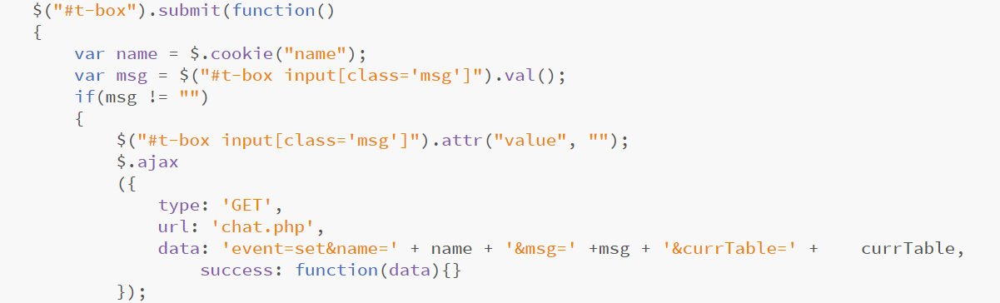 $("#t-box").submit(function()
{
var name = $.cookie("name");
var msg = $("#t-box input[class='msg']").val();
if(msg != "")
{
$("#t-box input[class='msg']").attr("value", "");
$.ajax
({
type: 'GET',
url: 'chat.php',
data: 'event=set&name=' + name + '&msg=' +msg + '&currTable=' +    currTable,
success: function(data){}
});